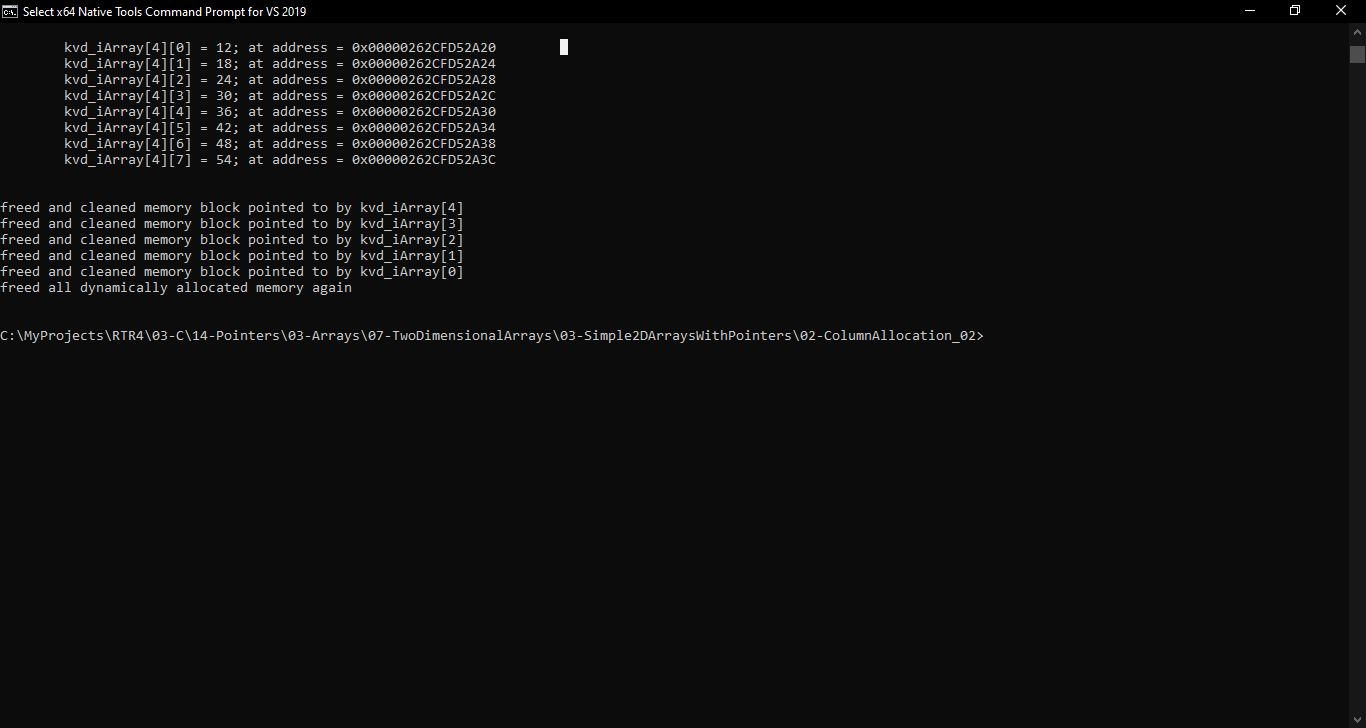 Select x64 Native Tools Command Prompt for VS 2019
kvd_iArray[4][0] = 12; at address = 0x00000262CFD52A20
kvd_iArray[4][1] = 18; at address = 0x00000262CFD52A24
kvd_iArray[4][2] = 24; at address = 0x00000262CFD52A28
kvd_iArray[4][3] = 30; at address = 0x00000262CFD52A2C
kvd_iArray[4][4] = 36; at address = 0x00000262CFD52A30
kvd_iArray[4][5] = 42; at address = 0x00000262CFD52A34
kvd_iArray[4][6] = 48; at address = 0x00000262CFD52A38
kvd_iArray[4][7] = 54; at address = 0x00000262CFD52A3C
freed and cleaned memory block pointed to by kvd_iArray[4]
freed and cleaned memory block pointed to by kvd_iArray[3]
freed and cleaned memory block pointed to by kvd_iArray[2]
freed and cleaned memory block pointed to by kvd_iArray[1]
freed and cleaned memory block pointed to by kvd_iArray[0]
freed all dynamically allocated memory again
C:\MyProjects\RTR4\03-C\14-Pointers\03-Arrays\07-TwoDimensionalArrays\03-Simple2DArraysWithPointers\02-ColumnAllocation_02>